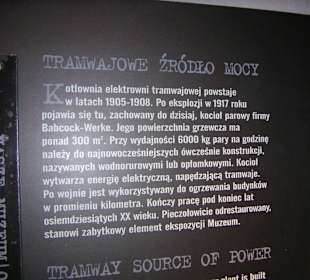 TRAMWAJOWE ŹRÓDŁO MOCY
Kotłownia elektrowni tramwajowej powstaje
w latach 1905-1908. Po eksplozji w 1917 roku
pojawia się tu, zachowany do dzisiaj, kocioł parowy firmy
Babcock-Werke. Jego powierzchnia grzewcza ma
ponad 300 m². Przy wydajności 6000 kg pary na godzinę
należy do najnowocześniejszych ówcześnie konstrukcji,
nazywanych wodnorurowymi lub opłomkowymi. Kocioł
wytwarza energię elektryczną, napędzającą tramwaje.
Po wojnie jest wykorzystywany do ogrzewania budynków
w promieniu kilometra. Kończy pracę pod koniec lat
osiemdziesiątych XX wieku. Pieczołowicie odrestaurowany,
stanowi zabytkowy element ekspozycji Muzeum.
TRAMWAY SOURCE OF POWER
plant is built